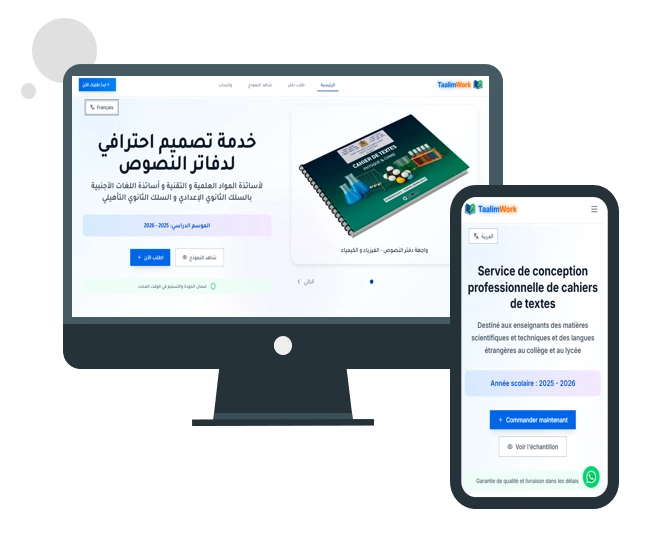 TaalimWork
الرئيسية
طلب دفتر
شاهد النموذج
واتساب
ابدأ طلبك الآن
Français
خدمة تصميم احترافي
لدفاتر النصوص
لأساتذة المواد العلمية و التقنية و أساتذة اللغات الأجنبية
بالسلك الثانوي الإعدادي و السلك الثانوي التأهيلي
الموسم الدراسي: 2025 - 2026
اطلب الآن +
شاهد النموذج
ضمان الجودة والتسليم في الوقت المحدد
CAHIER DE TEXTES
PHYSIQUE & CHIMIE
واجهة دفتر النصوص - الفيزياء و الكيمياء
التالي
TaalimWork
العربية
Service de conception
professionnelle de cahiers
de textes
Destiné aux enseignants des matières
scientifiques et techniques et des langues
étrangères au collège et au lycée
Année scolaire : 2025 - 2026
+ Commander maintenant
Voir l'échantillon
Garantie de qualité et livraison dans les délais